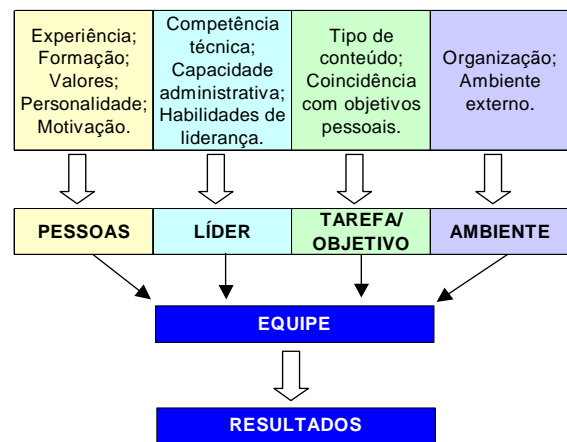 Experiência;
Formação;
Valores;
Personalidade;
Motivação.
Competência
técnica;
Capacidade
administrativa;
Habilidades de
liderança.
Tipo de
conteúdo;
Coincidência
com objetivos
pessoais.
Organização;
Ambiente
externo.
PESSOAS
LÍDER
TAREFA/
OBJETIVO
AMBIENTE
EQUIPE
RESULTADOS